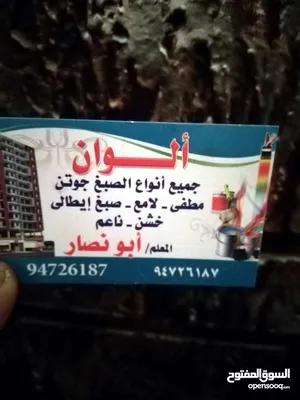 ألوان
جميع أنواع الصبغ جوتن
مطفى - لامع - صبغ إيطالى
خشن - ناعم
المعلم/ أبو نصار
94726187 ٩٤٧٢٦١٨٧
السوق المفتوح
opensooq.com